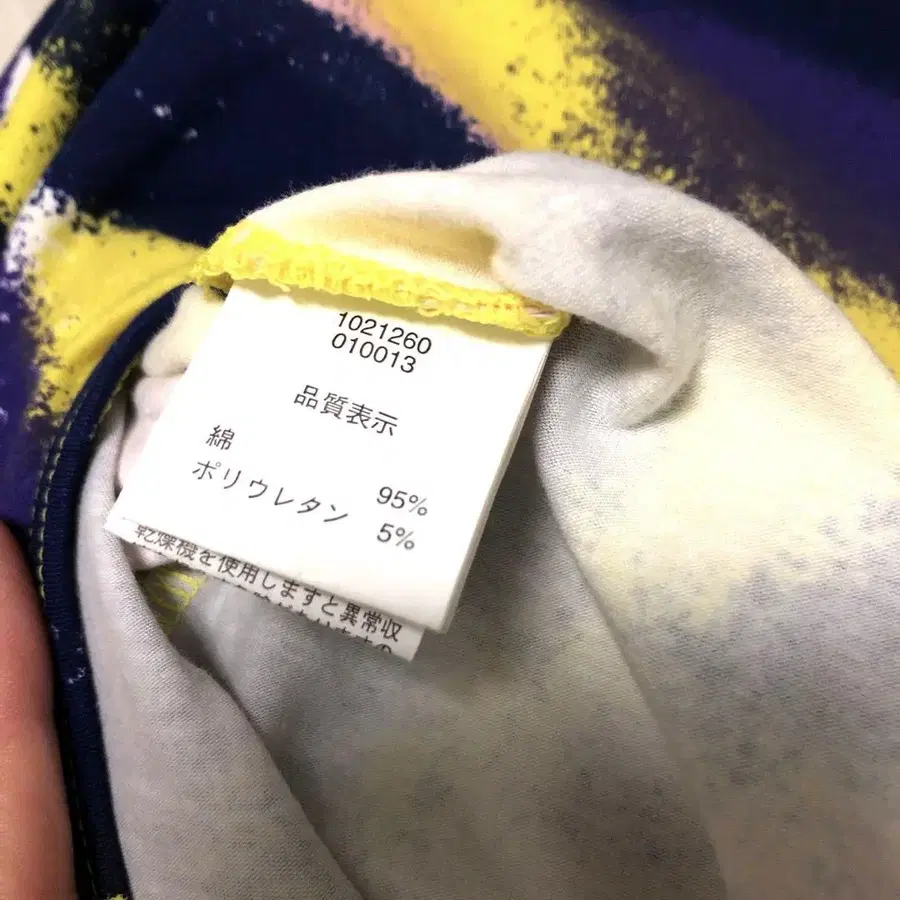 1021260
010013
品質表示
綿 95%
ポリウレタン 5%
乾燥機を使用しますと異常収